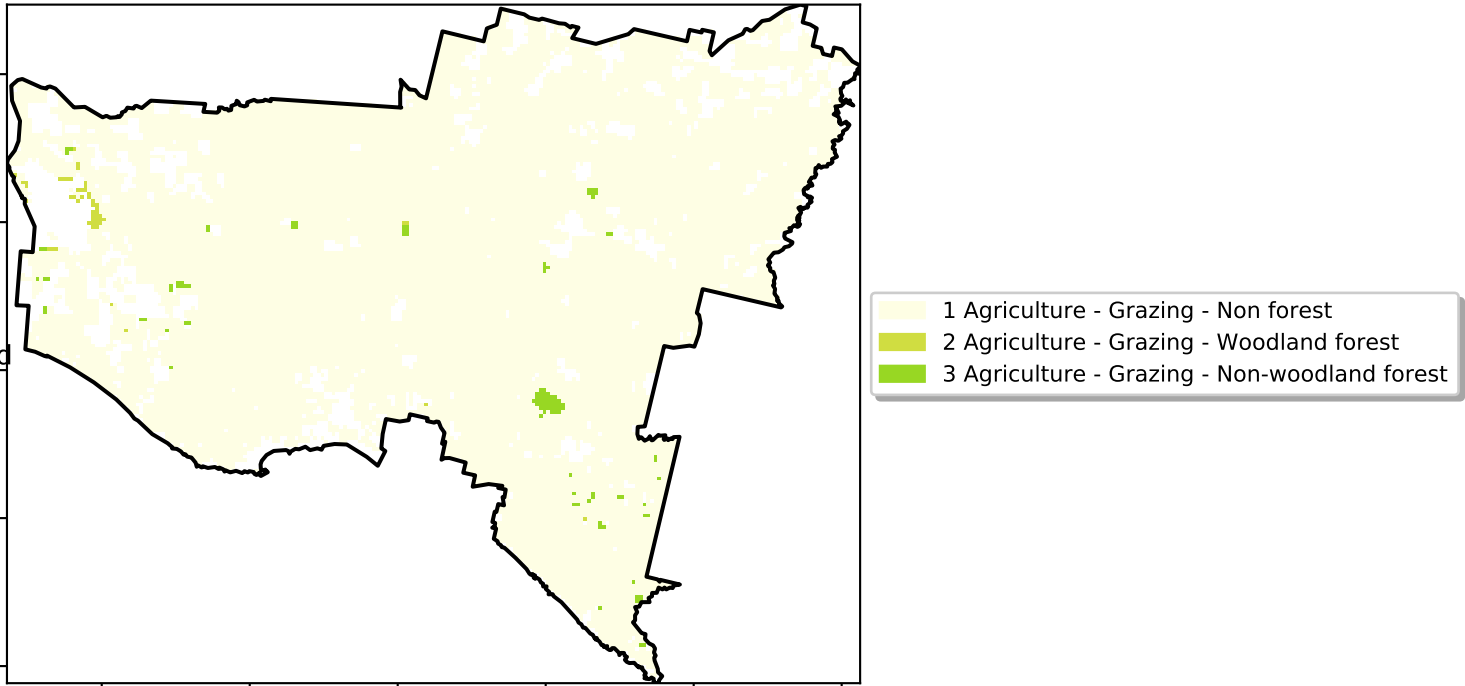 1 Agriculture - Grazing - Non forest
2 Agriculture - Grazing - Woodland forest
3 Agriculture - Grazing - Non-woodland forest
d